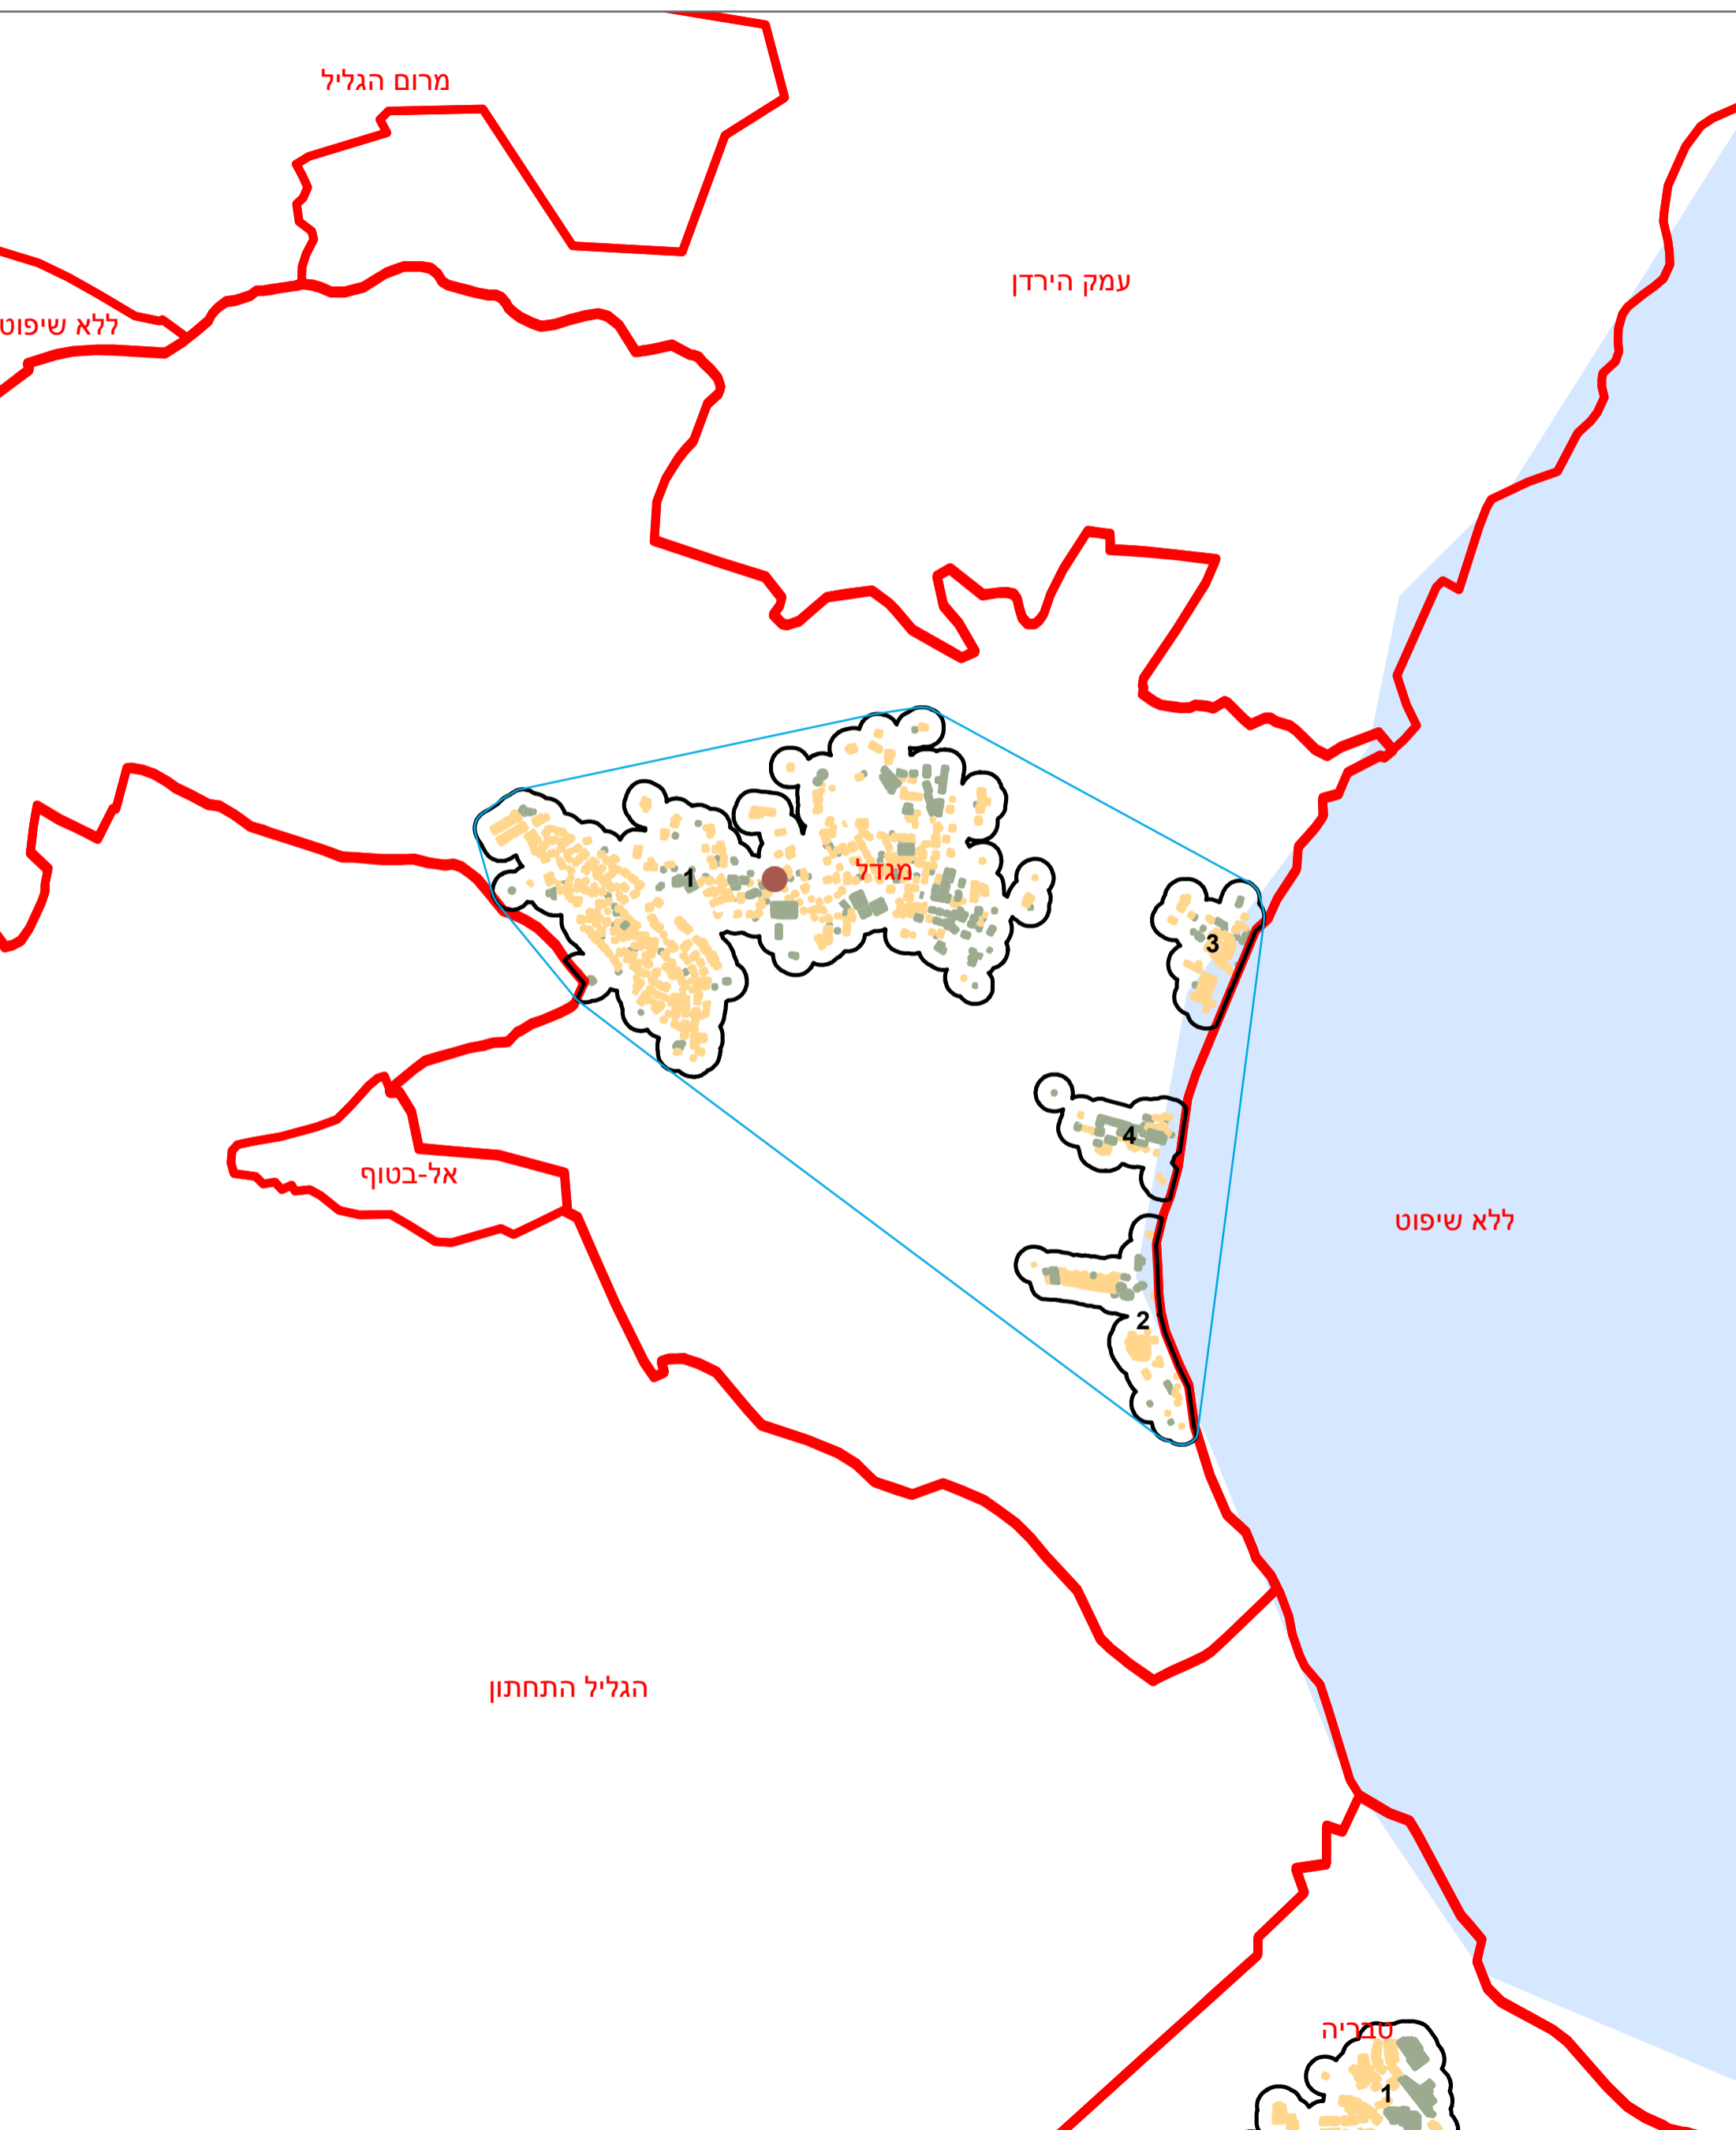 מרום הגליל
עמק הירדן
ללא שיפוט
מגדל
1
3
4
אל-בטוף
ללא שיפוט
2
הגליל התחתון
טבריה
1